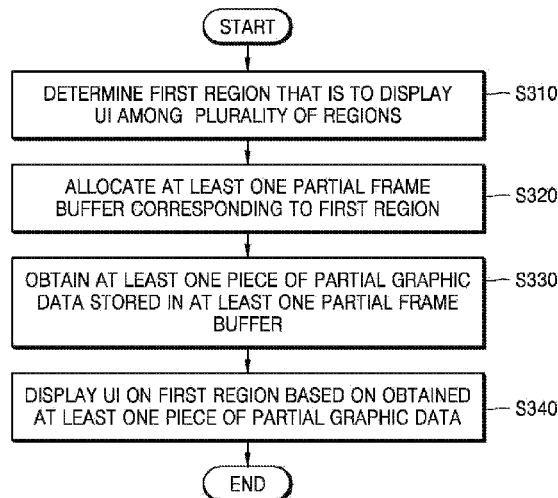 START
DETERMINE FIRST REGION THAT IS TO DISPLAY
UI AMONG PLURALITY OF REGIONS
S310
ALLOCATE AT LEAST ONE PARTIAL FRAME
BUFFER CORRESPONDING TO FIRST REGION
S320
OBTAIN AT LEAST ONE PIECE OF PARTIAL GRAPHIC
DATA STORED IN AT LEAST ONE PARTIAL FRAME
BUFFER
S330
DISPLAY UI ON FIRST REGION BASED ON OBTAINED
AT LEAST ONE PIECE OF PARTIAL GRAPHIC DATA
S340
END